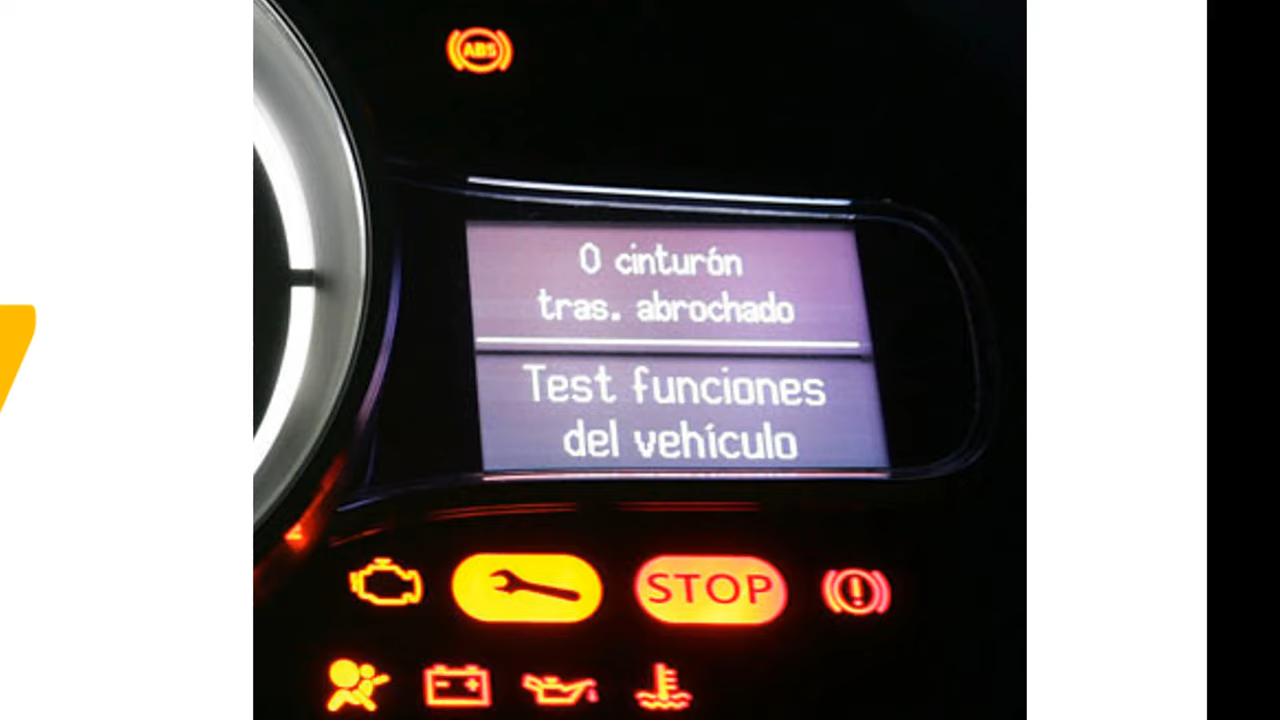 ABS
0 cinturón
tras. abrochado
Test funciones
del vehículo
STOP